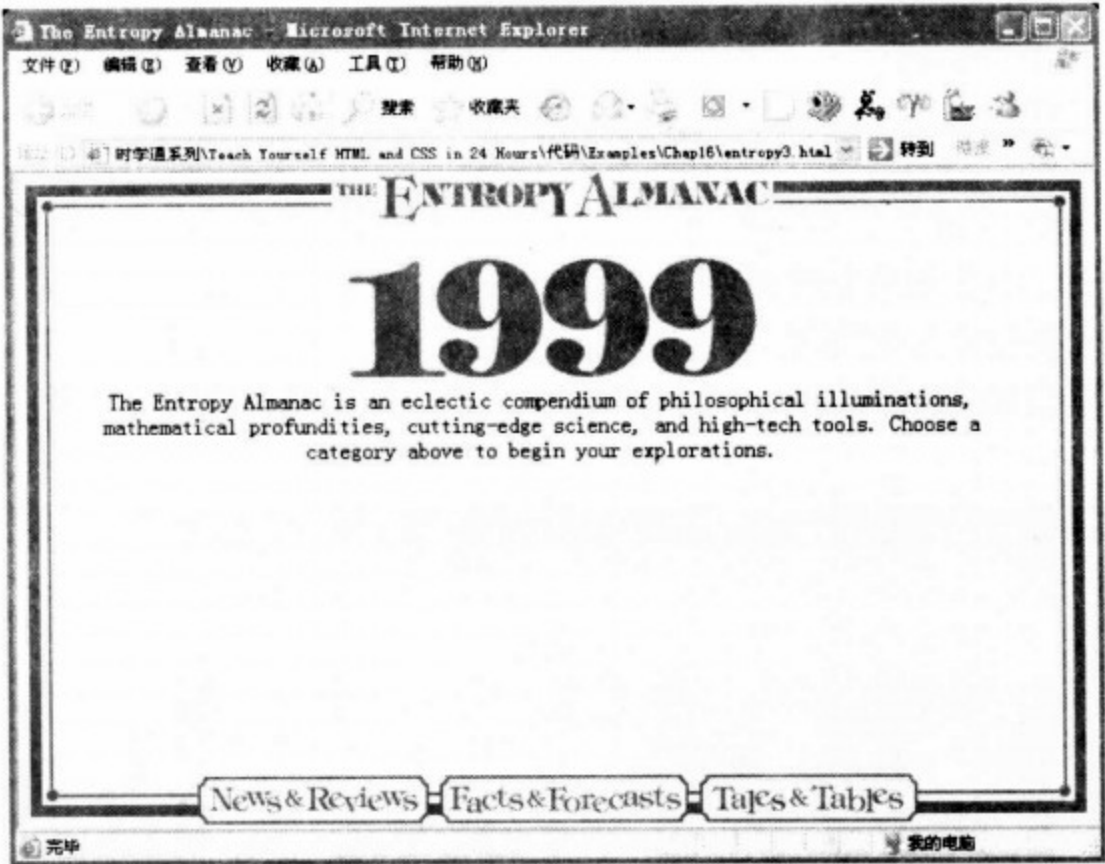 The Entropy Almanac - Microsoft Internet Explorer
文件(F) 编辑(E) 查看(V) 收藏(A) 工具(T) 帮助(H)
搜索 收藏夹
时学通系列\Teach Yourself HTML and CSS in 24 Hours\代码\Examples\Chap16\entropy3.html 转到 »
THE ENTROPY ALMANAC
1999
The Entropy Almanac is an eclectic compendium of philosophical illuminations,
mathematical profundities, cutting-edge science, and high-tech tools. Choose a
category above to begin your explorations.
News & Reviews Facts & Forecasts Tales & Tables
完毕 我的电脑